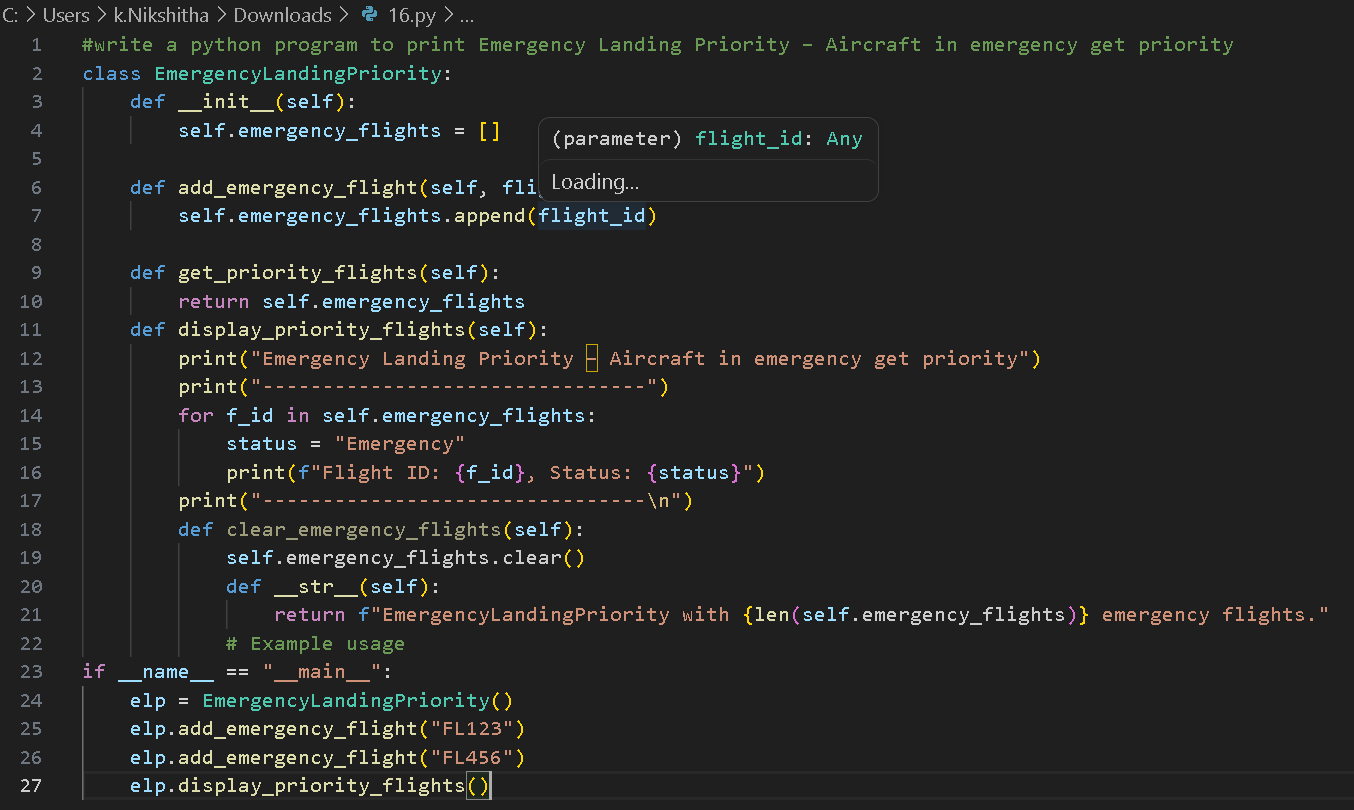 C: > Users > k.Nikshitha > Downloads > 16.py > ...
1 #write a python program to print Emergency Landing Priority – Aircraft in emergency get priority
2 class EmergencyLandingPriority:
3     def __init__(self):
4         self.emergency_flights = []
(parameter) flight_id: Any
5
Loading...
6     def add_emergency_flight(self, fli
7         self.emergency_flights.append(flight_id)
8
9     def get_priority_flights(self):
10         return self.emergency_flights
11     def display_priority_flights(self):
12         print("Emergency Landing Priority – Aircraft in emergency get priority")
13         print("--------------------------------")
14         for f_id in self.emergency_flights:
15             status = "Emergency"
16             print(f"Flight ID: {f_id}, Status: {status}")
17         print("--------------------------------\n")
18         def clear_emergency_flights(self):
19             self.emergency_flights.clear()
20             def __str__(self):
21                 return f"EmergencyLandingPriority with {len(self.emergency_flights)} emergency flights."
22             # Example usage
23 if __name__ == "__main__":
24     elp = EmergencyLandingPriority()
25     elp.add_emergency_flight("FL123")
26     elp.add_emergency_flight("FL456")
27     elp.display_priority_flights()